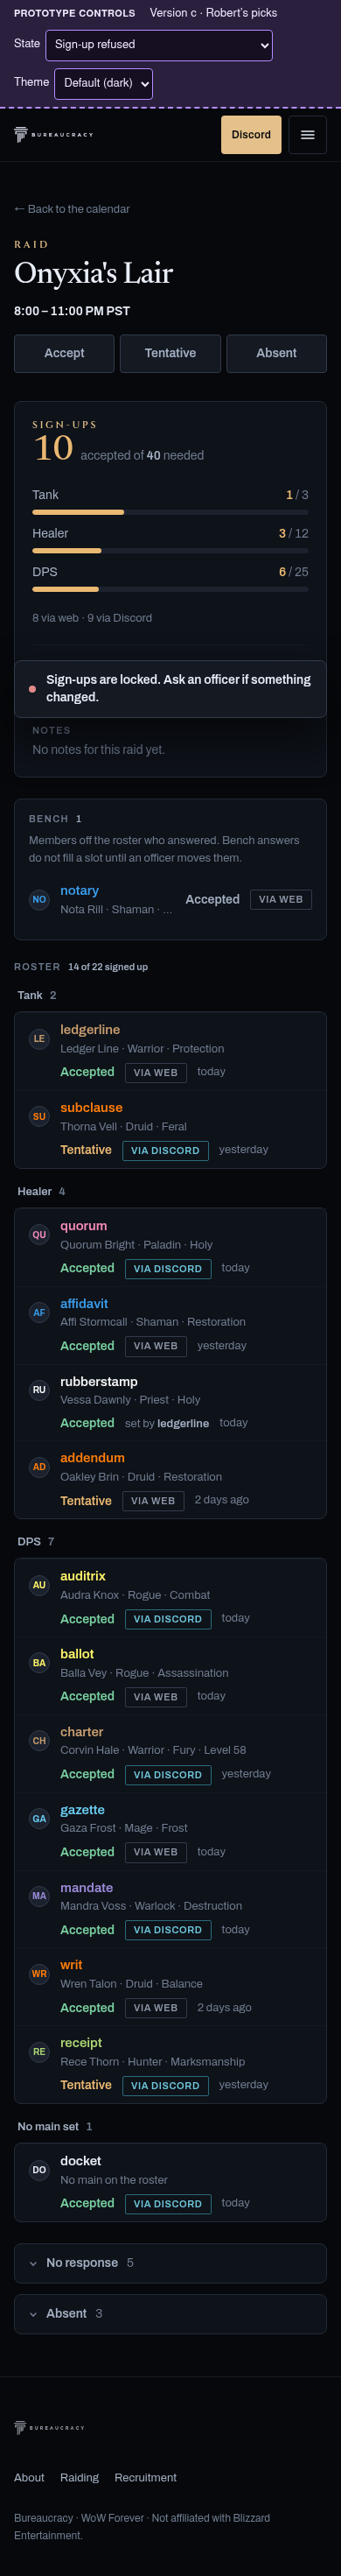 PROTOTYPE CONTROLS Version c · Robert's picks
State Sign-up refused
Theme Default (dark)
BUREAUCRACY
Discord
← Back to the calendar
RAID
Onyxia's Lair
8:00 – 11:00 PM PST
Accept Tentative Absent
SIGN-UPS
10 accepted of 40 needed
Tank 1 / 3
Healer 3 / 12
DPS 6 / 25
8 via web · 9 via Discord
Sign-ups are locked. Ask an officer if something
changed.
NOTES
No notes for this raid yet.
BENCH 1
Members off the roster who answered. Bench answers
do not fill a slot until an officer moves them.
NO notary
Nota Rill · Shaman · ... Accepted VIA WEB
ROSTER 14 of 22 signed up
Tank 2
LE ledgerline
Ledger Line · Warrior · Protection
Accepted VIA WEB today
SU subclause
Thorna Vell · Druid · Feral
Tentative VIA DISCORD yesterday
Healer 4
QU quorum
Quorum Bright · Paladin · Holy
Accepted VIA DISCORD today
AF affidavit
Affi Stormcall · Shaman · Restoration
Accepted VIA WEB yesterday
RU rubberstamp
Vessa Dawnly · Priest · Holy
Accepted set by ledgerline today
AD addendum
Oakley Brin · Druid · Restoration
Tentative VIA WEB 2 days ago
DPS 7
AU auditrix
Audra Knox · Rogue · Combat
Accepted VIA DISCORD today
BA ballot
Balla Vey · Rogue · Assassination
Accepted VIA WEB today
CH charter
Corvin Hale · Warrior · Fury · Level 58
Accepted VIA DISCORD yesterday
GA gazette
Gaza Frost · Mage · Frost
Accepted VIA WEB today
MA mandate
Mandra Voss · Warlock · Destruction
Accepted VIA DISCORD today
WR writ
Wren Talon · Druid · Balance
Accepted VIA WEB 2 days ago
RE receipt
Rece Thorn · Hunter · Marksmanship
Tentative VIA DISCORD yesterday
No main set 1
DO docket
No main on the roster
Accepted VIA DISCORD today
No response 5
Absent 3
BUREAUCRACY
About Raiding Recruitment
Bureaucracy · WoW Forever · Not affiliated with Blizzard
Entertainment.